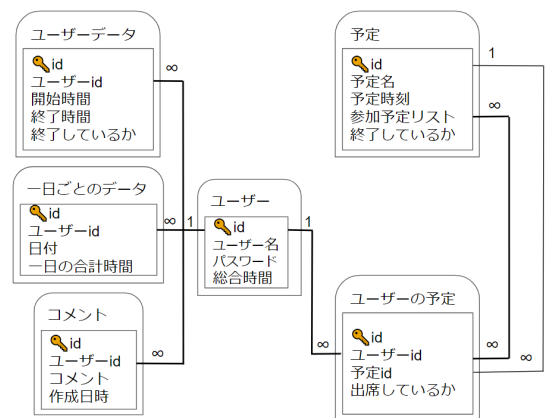 ユーザーデータ
id
ユーザーid
開始時間
終了時間
終了しているか
∞
予定
id
予定名
予定時刻
参加予定リスト
終了しているか
1
∞
一日ごとのデータ
id
ユーザーid
日付
一日の合計時間
∞
1
ユーザー
id
ユーザー名
パスワード
総合時間
1
コメント
id
ユーザーid
コメント
作成日時
∞
ユーザーの予定
id
ユーザーid
予定id
出席しているか
∞
∞
∞